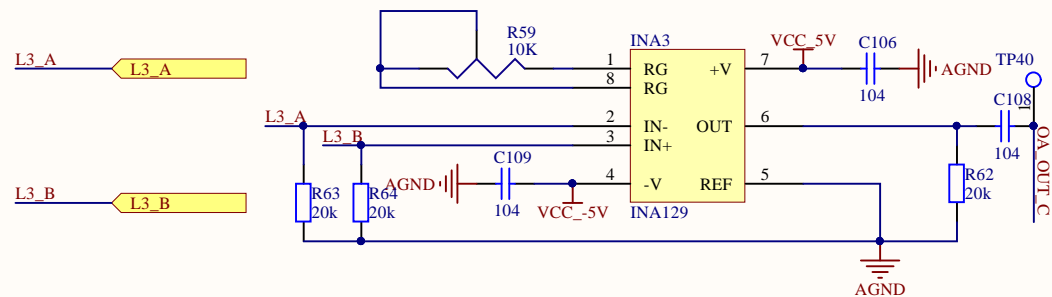 L3_A
L3_A
L3_B
L3_B
R59
10K
INA3
1
RG
8
RG
L3_A
2
IN-
L3_B
3
IN+
4
-V
+V
7
OUT
6
REF
5
INA129
VCC_5V
C106
104
AGND
TP40
1
C108
104
OA_OUT_C
R62
20k
C109
104
AGND
VCC_-5V
R63
20k
R64
20k
AGND